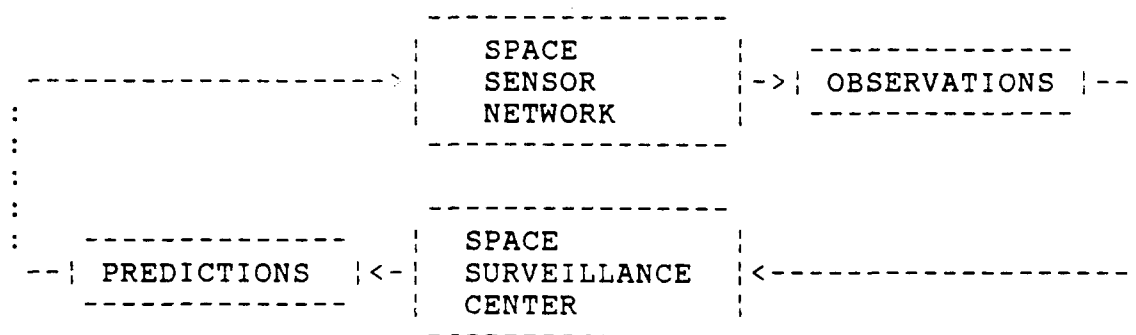 SPACE
SENSOR
NETWORK
OBSERVATIONS
SPACE
SURVEILLANCE
CENTER
PREDICTIONS